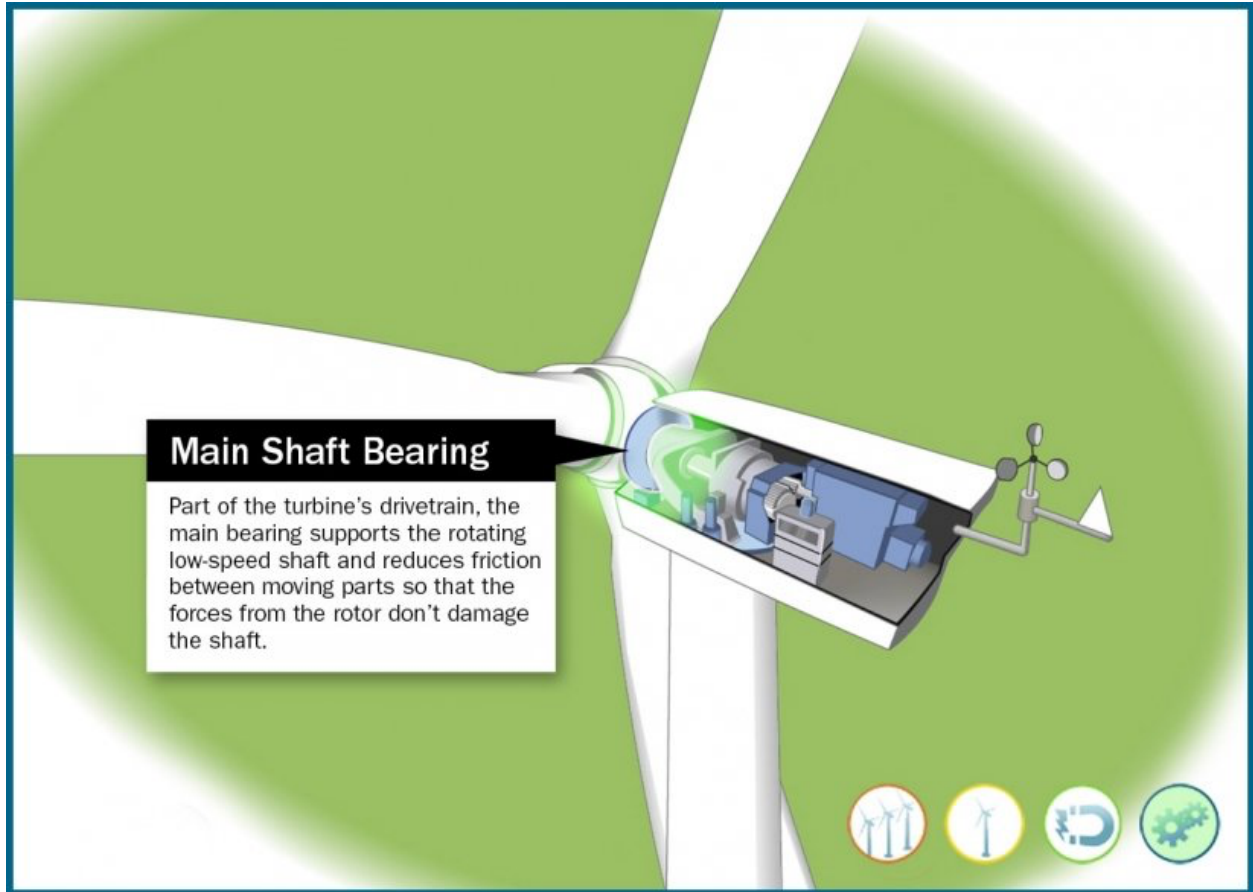 Main Shaft Bearing
Part of the turbine’s drivetrain, the
main bearing supports the rotating
low-speed shaft and reduces friction
between moving parts so that the
forces from the rotor don’t damage
the shaft.